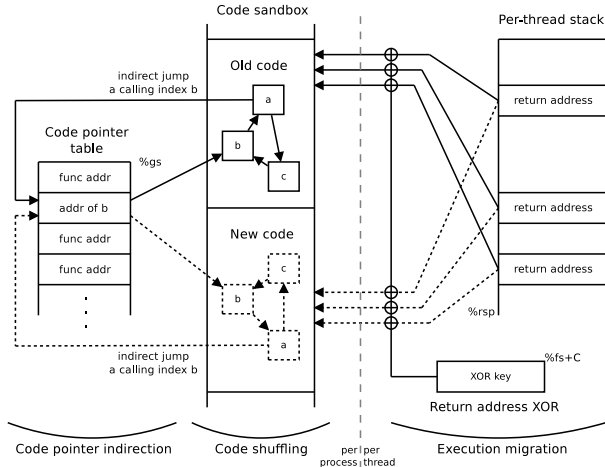 Code sandbox
Per-thread stack
Old code
indirect jump
a calling index b
a
return address
Code pointer
table
%gs
b
func addr
c
addr of b
return address
func addr
New code
func addr
c
return address
b
.
.
.
%rsp
indirect jump
a calling index b
a
%fs+C
XOR key
Return address XOR
Code pointer indirection
Code shuffling
per
process
per
thread
Execution migration